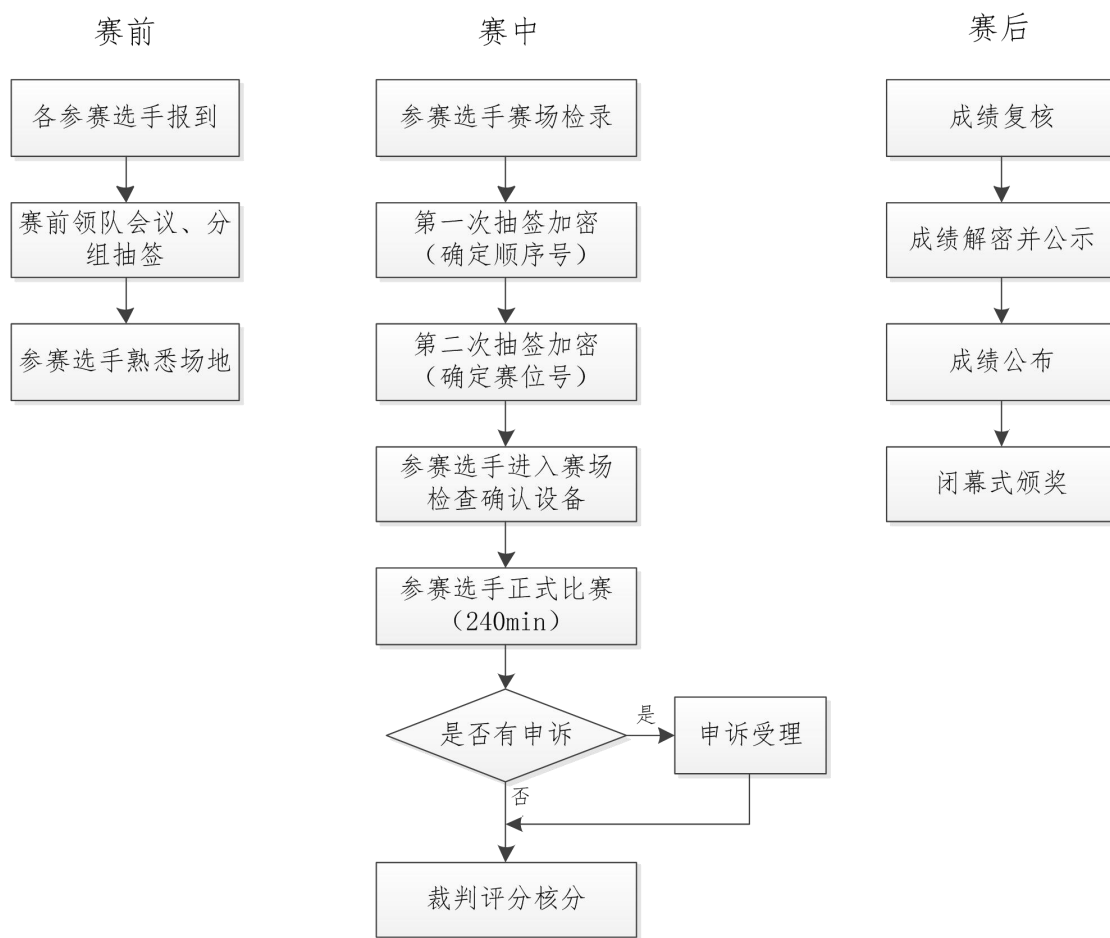 赛前
各参赛选手报到
赛前领队会议、分
组抽签
参赛选手熟悉场地
赛中
参赛选手赛场检录
第一次抽签加密
（确定顺序号）
第二次抽签加密
（确定赛位号）
参赛选手进入赛场
检查确认设备
参赛选手正式比赛
（240min）
是否有申诉
是
申诉受理
否
裁判评分核分
赛后
成绩复核
成绩解密并公示
成绩公布
闭幕式颁奖